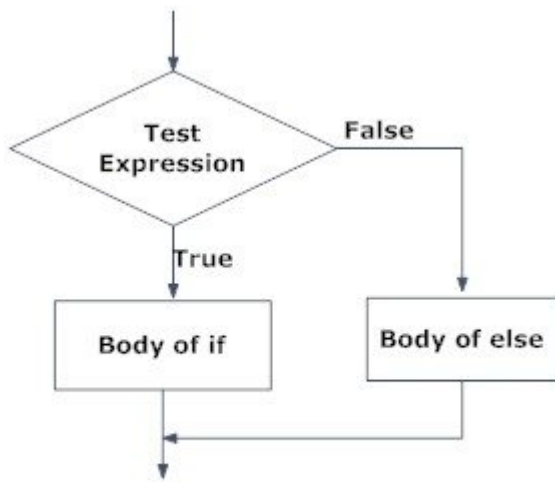 Test
Expression
False
True
Body of if
Body of else